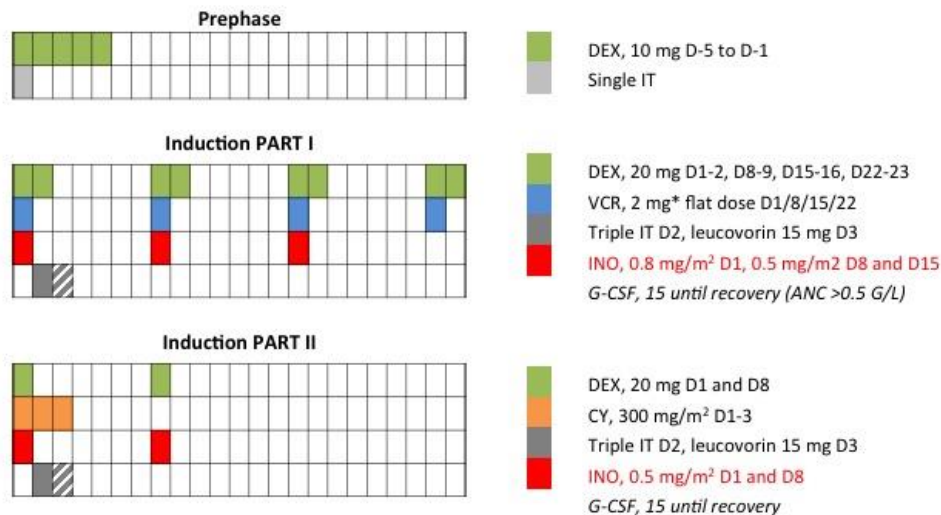 Prephase
DEX, 10 mg D-5 to D-1
Single IT
Induction PART I
DEX, 20 mg D1-2, D8-9, D15-16, D22-23
VCR, 2 mg* flat dose D1/8/15/22
Triple IT D2, leucovorin 15 mg D3
INO, 0.8 mg/m² D1, 0.5 mg/m2 D8 and D15
G-CSF, 15 until recovery (ANC >0.5 G/L)
Induction PART II
DEX, 20 mg D1 and D8
CY, 300 mg/m² D1-3
Triple IT D2, leucovorin 15 mg D3
INO, 0.5 mg/m² D1 and D8
G-CSF, 15 until recovery